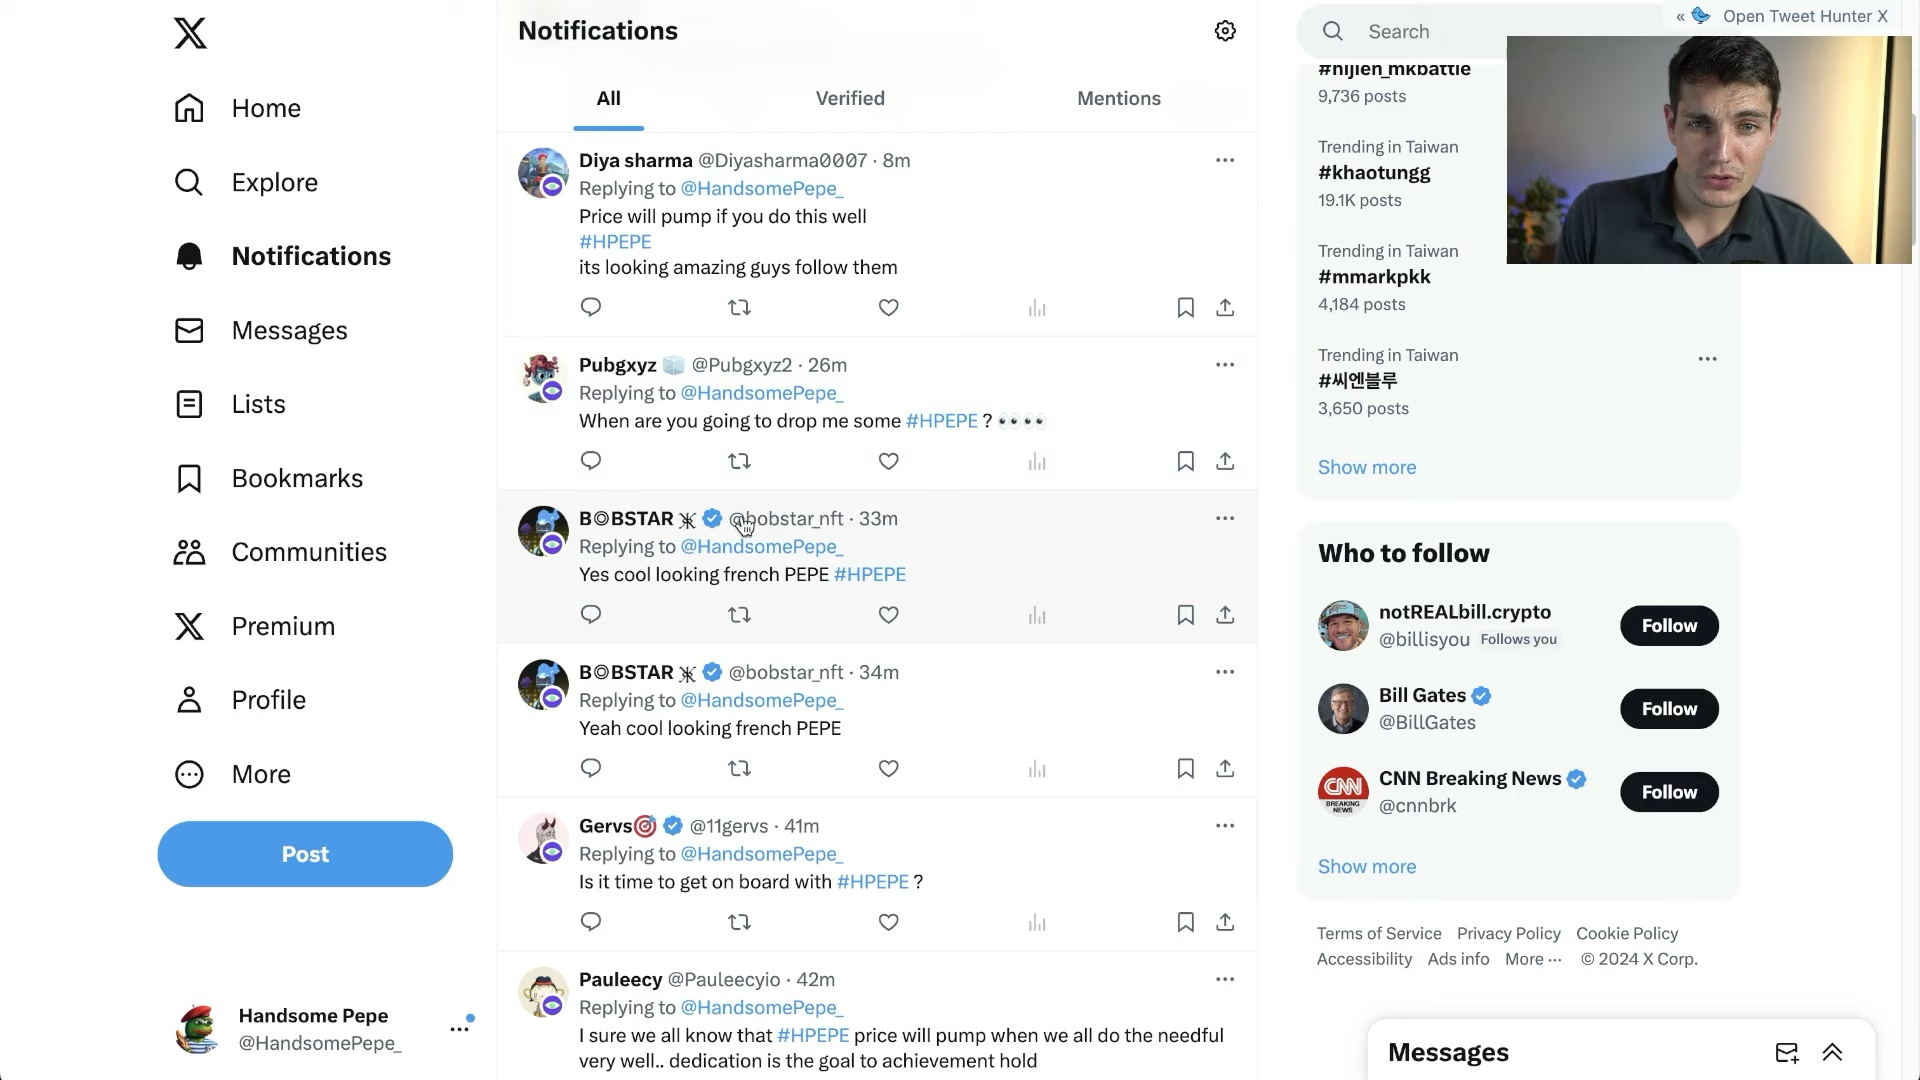 Home
Explore
Notifications
Messages
Lists
Bookmarks
Communities
Premium
Profile
More
Post
Handsome Pepe
@HandsomePepe_
Notifications
All
Verified
Mentions
Diya sharma @Diyasharma0007 · 8m
Replying to @HandsomePepe_
Price will pump if you do this well
#HPEPE
its looking amazing guys follow them
Pubgxyz 🧊 @Pubgxyz2 · 26m
Replying to @HandsomePepe_
When are you going to drop me some #HPEPE ? 👀👀
B◎BSTAR @bobstar_nft · 33m
Replying to @HandsomePepe_
Yes cool looking french PEPE #HPEPE
B◎BSTAR @bobstar_nft · 34m
Replying to @HandsomePepe_
Yeah cool looking french PEPE
Gervs🎯 @11gervs · 41m
Replying to @HandsomePepe_
Is it time to get on board with #HPEPE ?
Pauleecy @Pauleecyio · 42m
Replying to @HandsomePepe_
I sure we all know that #HPEPE price will pump when we all do the needful
very well.. dedication is the goal to achievement hold
« Open Tweet Hunter X
Search
#hijien_mkbattle
9,736 posts
Trending in Taiwan
#khaotungg
19.1K posts
Trending in Taiwan
#mmarkpkk
4,184 posts
Trending in Taiwan
#씨엔블루
3,650 posts
Show more
Who to follow
notREALbill.crypto
@billisyou Follows you
Follow
Bill Gates
@BillGates
Follow
CNN
BREAKING
NEWS
CNN Breaking News
@cnnbrk
Follow
Show more
Terms of Service Privacy Policy Cookie Policy
Accessibility Ads info More ··· © 2024 X Corp.
Messages